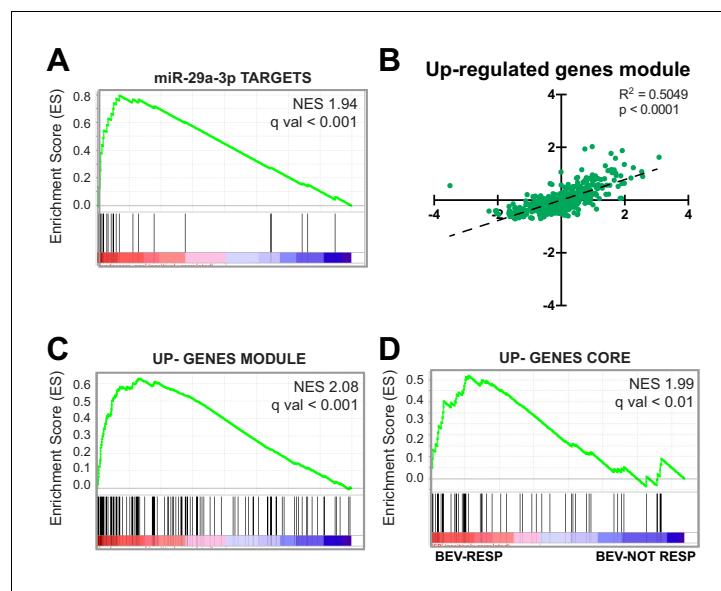 A
miR-29a-3p TARGETS
NES 1.94
q val < 0.001
Enrichment Score (ES)
0.8
0.6
0.4
0.2
0.0
B
Up-regulated genes module
R² = 0.5049
p < 0.0001
4
2
-4
-2
2
4
-2
-4
C
UP- GENES MODULE
NES 2.08
q val < 0.001
Enrichment Score (ES)
0.6
0.5
0.4
0.3
0.2
0.1
0.0
D
UP- GENES CORE
NES 1.99
q val < 0.01
Enrichment Score (ES)
0.5
0.4
0.3
0.2
0.1
0.0
BEV-RESP
BEV-NOT RESP